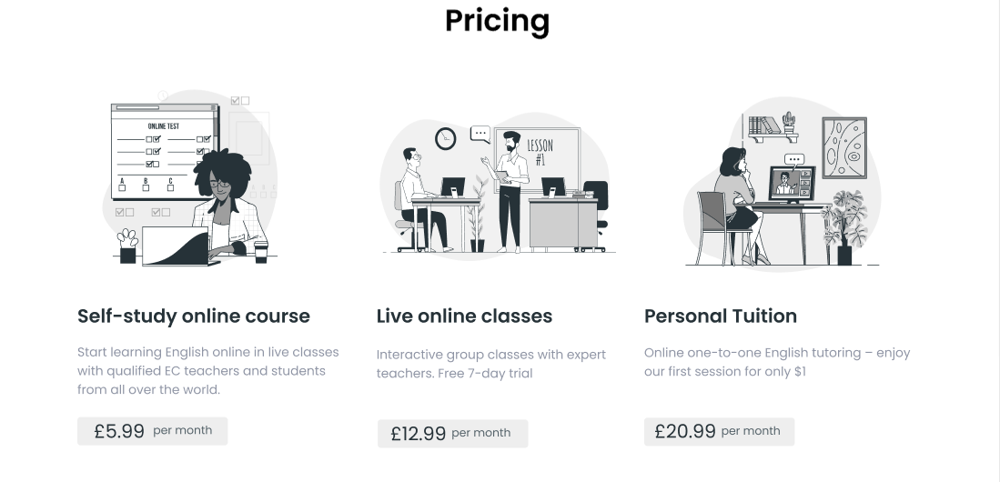 Pricing
ONLINE TEST
A B C
LESSON
#1
Self-study online course
Start learning English online in live classes
with qualified EC teachers and students
from all over the world.
£5.99 per month
Live online classes
Interactive group classes with expert
teachers. Free 7-day trial
£12.99 per month
Personal Tuition
Online one-to-one English tutoring – enjoy
our first session for only $1
£20.99 per month